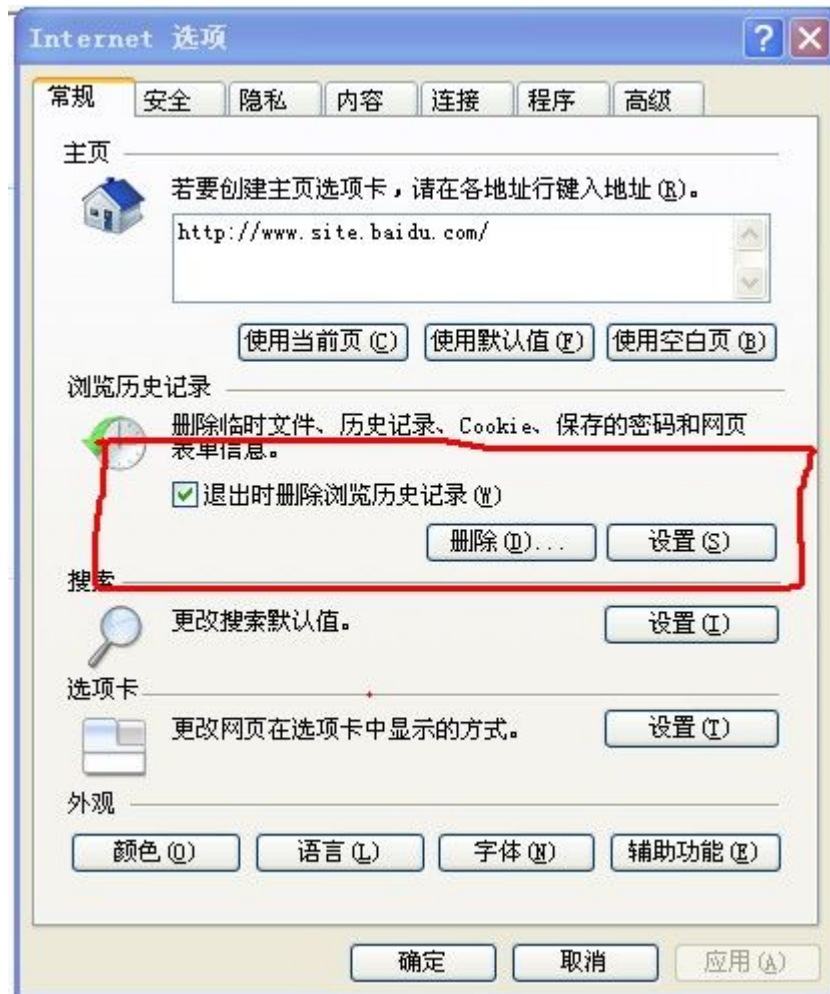 Internet 选项
常规 安全 隐私 内容 连接 程序 高级
主页
若要创建主页选项卡，请在各地址行键入地址(R)。
http://www.site.baidu.com/
使用当前页(C) 使用默认值(F) 使用空白页(B)
浏览历史记录
删除临时文件、历史记录、Cookie、保存的密码和网页
表单信息。
退出时删除浏览历史记录(W)
删除(D)... 设置(S)
搜索
更改搜索默认值。 设置(I)
选项卡
更改网页在选项卡中显示的方式。 设置(T)
外观
颜色(O) 语言(L) 字体(N) 辅助功能(E)
确定 取消 应用(A)